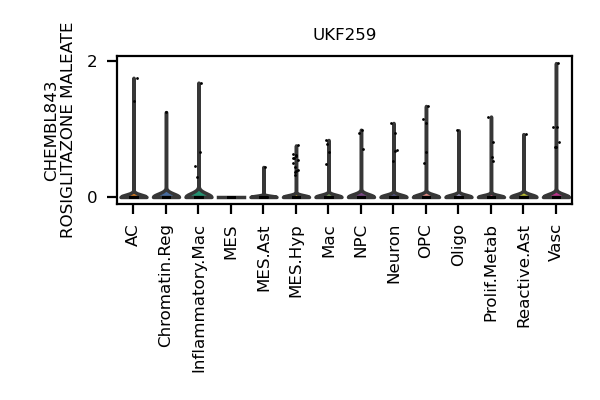 UKF259
CHEMBL843
ROSIGLITAZONE MALEATE
2
0
AC
Chromatin.Reg
Inflammatory.Mac
MES
MES.Ast
MES.Hyp
Mac
NPC
Neuron
OPC
Oligo
Prolif.Metab
Reactive.Ast
Vasc